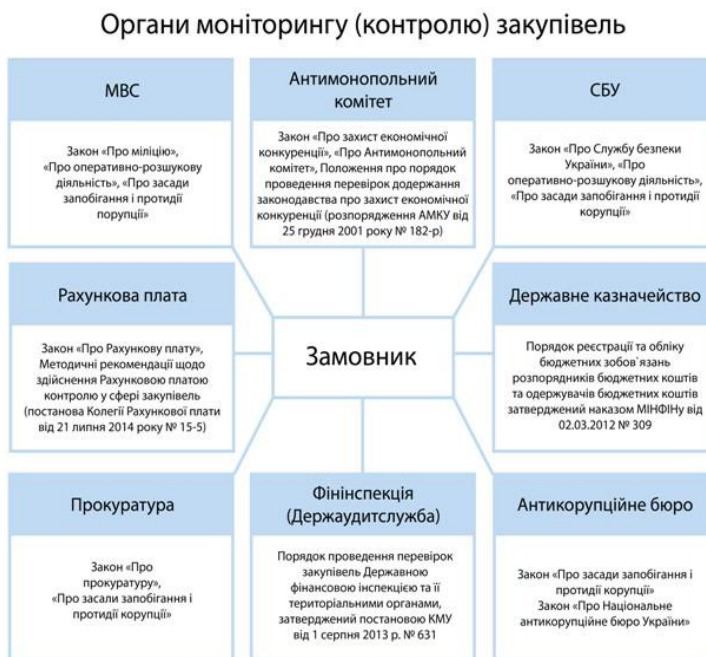 Органи моніторингу (контролю) закупівель
МВС
Закон «Про міліцію»,
«Про оперативно-розшукову
діяльність», «Про засади
запобігання і протидії
порупції»
Антимонопольний
комітет
Закон «Про захист економічної
конкуренції», «Про Антимонопольний
комітет», Положення про порядок
проведення перевірок додержання
законодавства про захист економічної
конкуренції (розпорядження АМКУ від
25 грудня 2001 року № 182-р)
СБУ
Закон «Про Службу безпеки
України», «Про
оперативно-розшукову діяльність»,
«Про засади запобігання і протидії
корупції»
Рахункова плата
Закон «Про Рахункову плату»,
Методичні рекомендації щодо
здійснення Рахунковою платою
контролю у сфері закупівель
(постанова Колегії Рахункової плати
від 21 липня 2014 року № 15-5)
Замовник
Державне казначейство
Порядок реєстрації та обліку
бюджетних зобов`язань
розпорядників бюджетних коштів
та одержувачів бюджетних коштів
затверджений наказом МІНФІНу від
02.03.2012 № 309
Прокуратура
Закон «Про
прокуратуру»,
«Про засали запобігання і
протидії корупції»
Фінінспекція
(Держаудитслужба)
Порядок проведення перевірок
закупівель Державною
фінансовою інспекцією та її
територіальними органами,
затверджений постановою КМУ
від 1 серпня 2013 р. № 631
Антикорупційне бюро
Закон «Про засади запобігання і
протидії корупції»
Закон «Про Національне
антикорупційне бюро України»